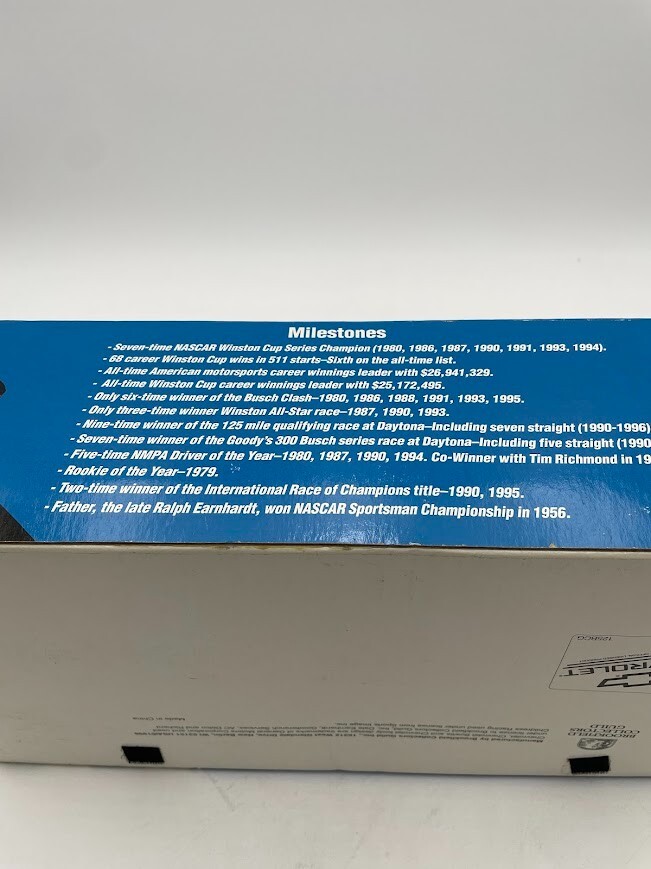 Milestones
- Seven-time NASCAR Winston Cup Series Champion (1980, 1986, 1987, 1990, 1991, 1993, 1994).
- 68 career Winston Cup wins in 511 starts–Sixth on the all-time list.
- All-time American motorsports career winnings leader with $26,941,329.
- All-time Winston Cup career winnings leader with $25,172,495.
- Only six-time winner of the Busch Clash–1980, 1986, 1988, 1991, 1993, 1995.
- Only three-time winner Winston All-Star race–1987, 1990, 1993.
- Nine-time winner of the 125 mile qualifying race at Daytona–Including seven straight (1990-1996)
- Seven-time winner of the Goody's 300 Busch series race at Daytona–Including five straight (1990
- Five-time NMPA Driver of the Year–1980, 1987, 1990, 1994. Co-Winner with Tim Richmond in 19
- Rookie of the Year–1979.
- Two-time winner of the International Race of Champions title–1990, 1995.
- Father, the late Ralph Earnhardt, won NASCAR Sportsman Championship in 1956.
VROLET
BROOKFIELD
COLLECTORS
GUILD
Made in China